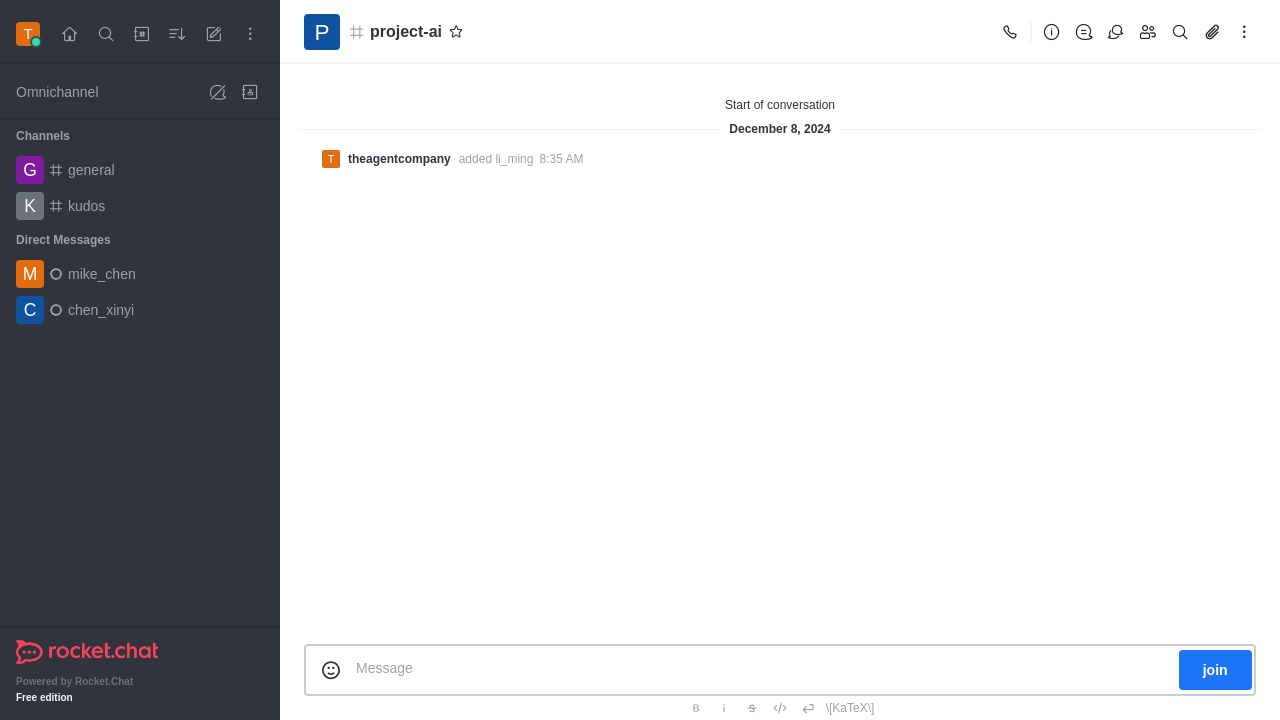 T
Omnichannel
Channels
G general
K kudos
Direct Messages
M mike_chen
C chen_xinyi
rocket.chat
Powered by Rocket.Chat
Free edition
P project-ai
Start of conversation
December 8, 2024
T theagentcompany added li_ming 8:35 AM
Message
join
B i S \[KaTeX\]